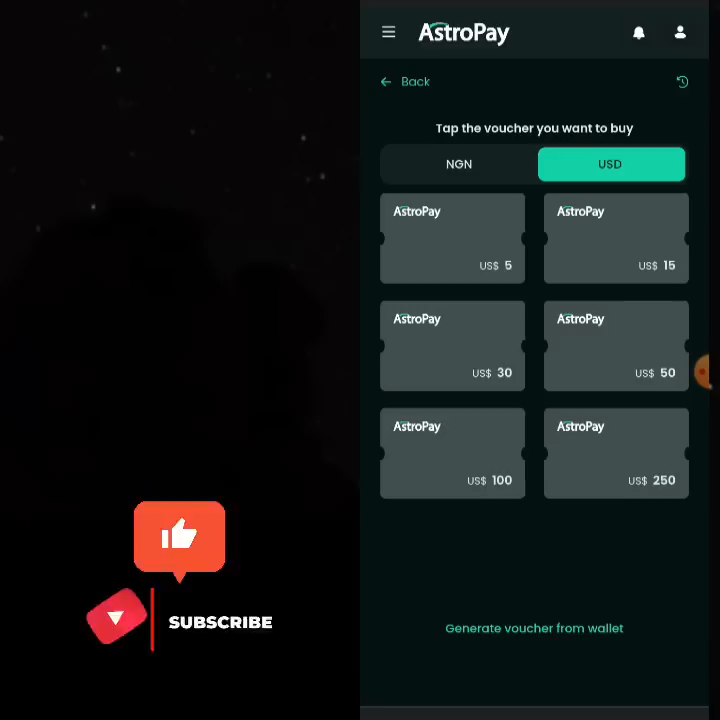 AstroPay
Back
Tap the voucher you want to buy
NGN USD
AstroPay AstroPay
US$ 5 US$ 15
AstroPay AstroPay
US$ 30 US$ 50
AstroPay AstroPay
US$ 100 US$ 250
SUBSCRIBE
Generate voucher from wallet